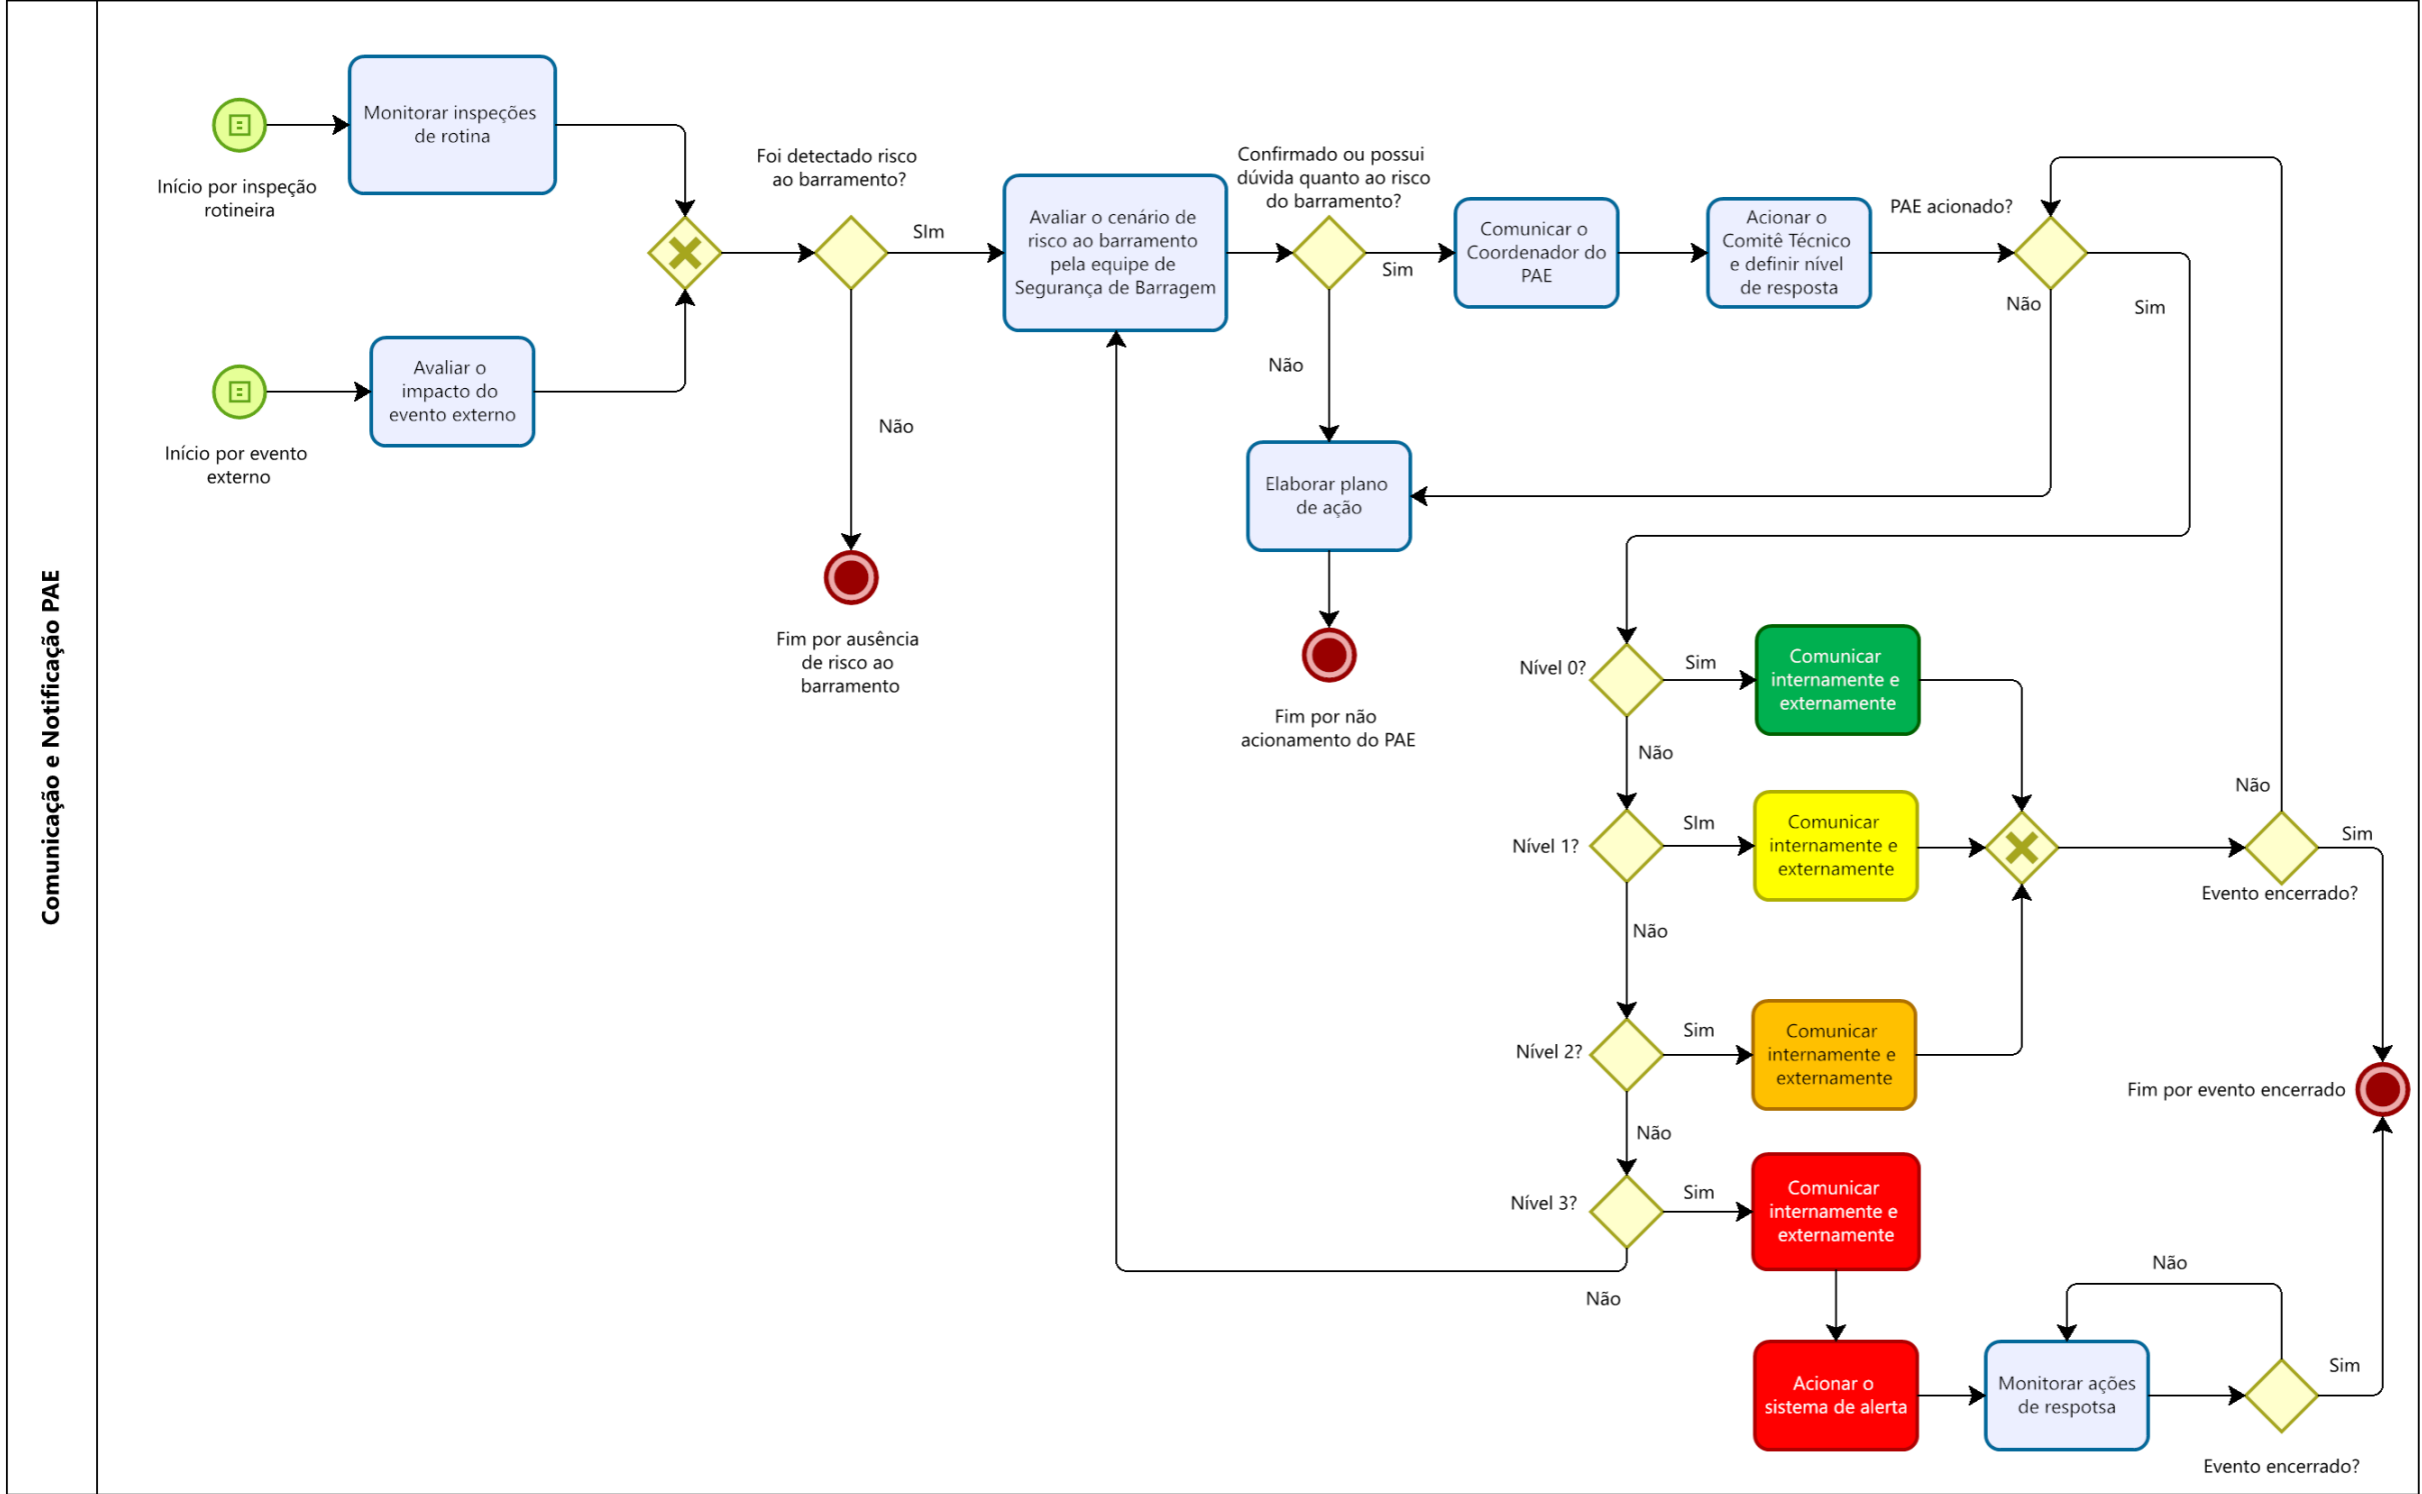 Comunicação e Notificação PAE
Monitorar inspeções
de rotina
Início por inspeção
rotineira
Avaliar o
impacto do
evento externo
Início por evento
externo
Foi detectado risco
ao barramento?
SIm
Não
Fim por ausência
de risco ao
barramento
Avaliar o cenário de
risco ao barramento
pela equipe de
Segurança de Barragem
Confirmado ou possui
dúvida quanto ao risco
do barramento?
Sim
Não
Comunicar o
Coordenador do
PAE
Acionar o
Comitê Técnico
e definir nível
de resposta
PAE acionado?
Não
Sim
Elaborar plano
de ação
Fim por não
acionamento do PAE
Nível 0?
Sim
Comunicar
internamente e
externamente
Não
Nível 1?
SIm
Comunicar
internamente e
externamente
Não
Evento encerrado?
Não
Sim
Nível 2?
Sim
Comunicar
internamente e
externamente
Não
Fim por evento encerrado
Nível 3?
Sim
Comunicar
internamente e
externamente
Não
Acionar o
sistema de alerta
Monitorar ações
de respotsa
Não
Sim
Evento encerrado?